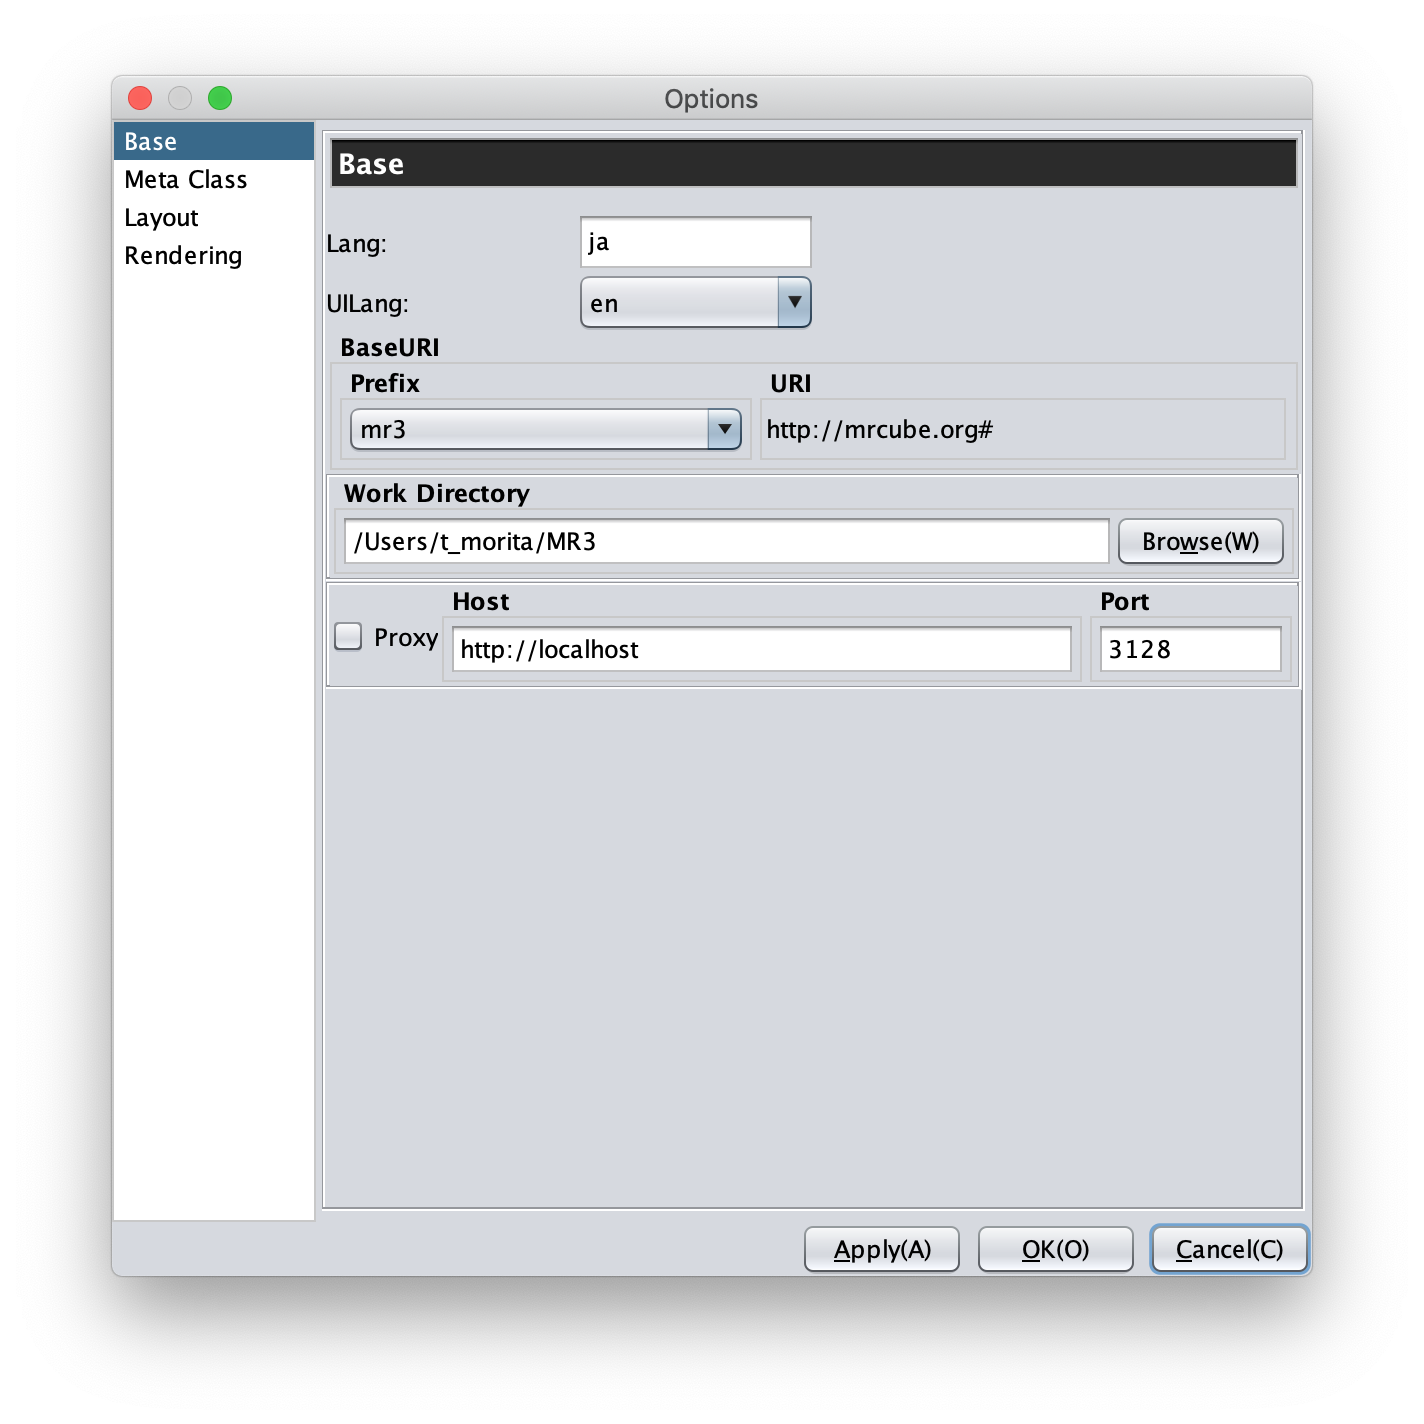 Options
Base
Meta Class
Layout
Rendering
Base
Lang: ja
UILang: en
BaseURI
Prefix URI
mr3 http://mrcube.org#
Work Directory
/Users/t_morita/MR3 Browse(W)
Host Port
Proxy http://localhost 3128
Apply(A) OK(O) Cancel(C)